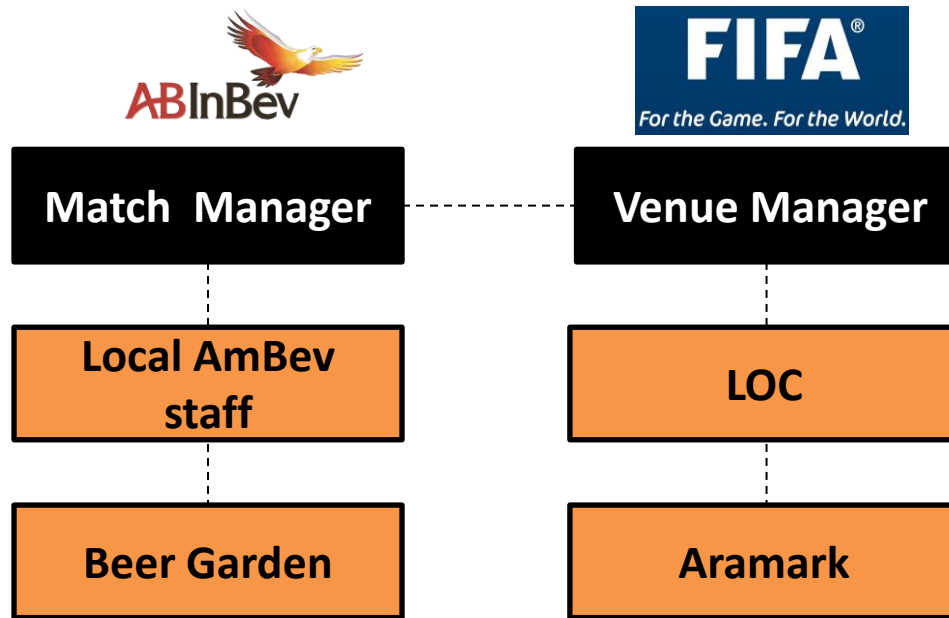 ABInBev
FIFA®
For the Game. For the World.
Match Manager
Venue Manager
Local AmBev
staff
LOC
Beer Garden
Aramark